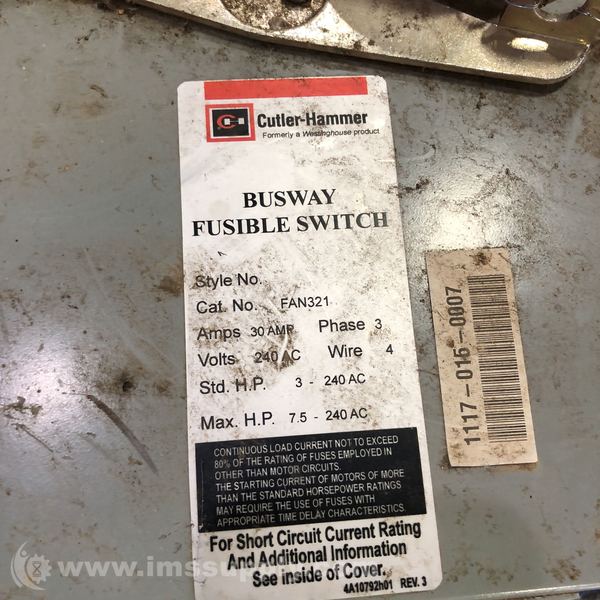 Cutler-Hammer
Formerly a Westinghouse product
BUSWAY
FUSIBLE SWITCH
Style No.
Cat. No. FAN321
Amps 30 AMP Phase 3
Volts 240 AC Wire 4
Std. H.P. 3 - 240 AC
Max. H.P. 7.5 - 240 AC
CONTINUOUS LOAD CURRENT NOT TO EXCEED
80% OF THE RATING OF FUSES EMPLOYED IN
OTHER THAN MOTOR CIRCUITS.
THE STARTING CURRENT OF MOTORS OF MORE
THAN THE STANDARD HORSEPOWER RATINGS
MAY REQUIRE THE USE OF FUSES WITH
APPROPRIATE TIME DELAY CHARACTERISTICS.
For Short Circuit Current Rating
And Additional Information
See inside of Cover.
4A10792h01 REV. 3
1117-015-0007